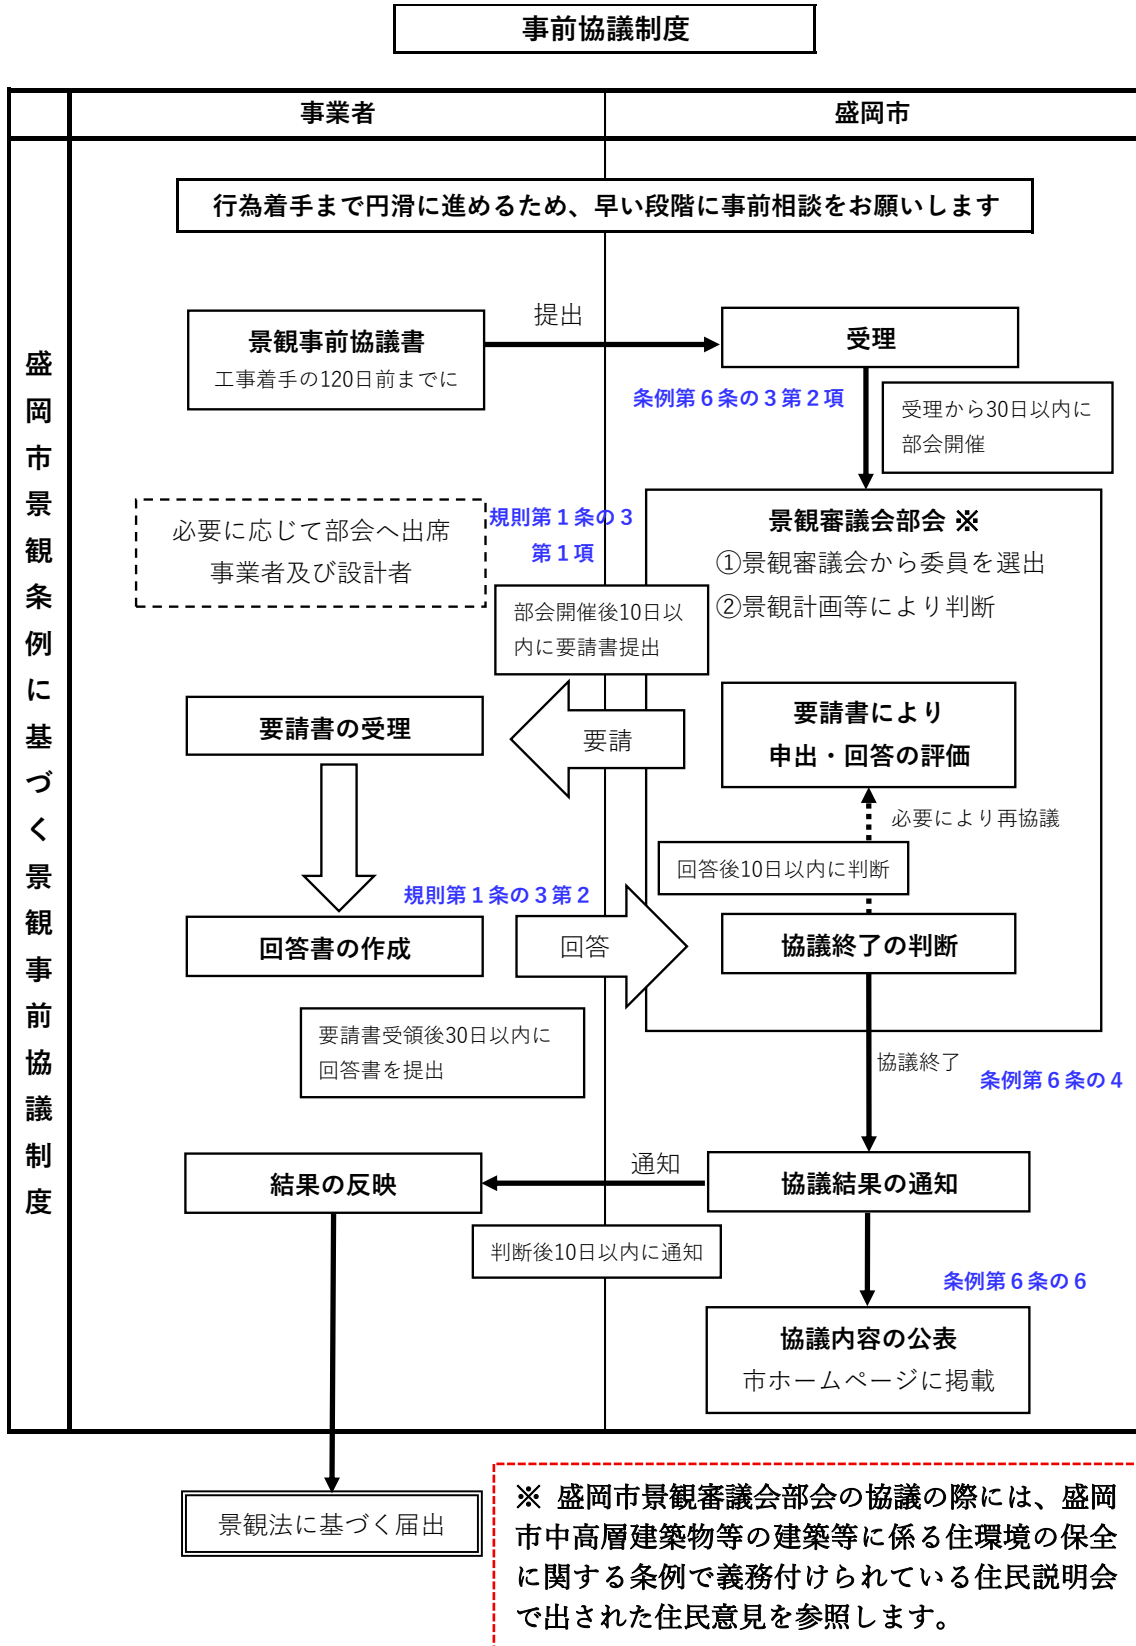 事前協議制度
事業者
盛岡市
盛岡市景観条例に基づく景観事前協議制度
行為着手まで円滑に進めるため、早い段階に事前相談をお願いします
景観事前協議書
工事着手の120日前までに
提出
受理
条例第６条の３第２項
受理から30日以内に
部会開催
必要に応じて部会へ出席
事業者及び設計者
規則第１条の３
第１項
景観審議会部会 ※
①景観審議会から委員を選出
②景観計画等により判断
部会開催後10日以
内に要請書提出
要請書の受理
要請
要請書により
申出・回答の評価
必要により再協議
回答後10日以内に判断
規則第１条の３第２
回答書の作成
回答
協議終了の判断
要請書受領後30日以内に
回答書を提出
協議終了
条例第６条の４
結果の反映
通知
協議結果の通知
判断後10日以内に通知
条例第６条の６
協議内容の公表
市ホームページに掲載
景観法に基づく届出
※ 盛岡市景観審議会部会の協議の際には、盛岡
市中高層建築物等の建築等に係る住環境の保全
に関する条例で義務付けられている住民説明会
で出された住民意見を参照します。